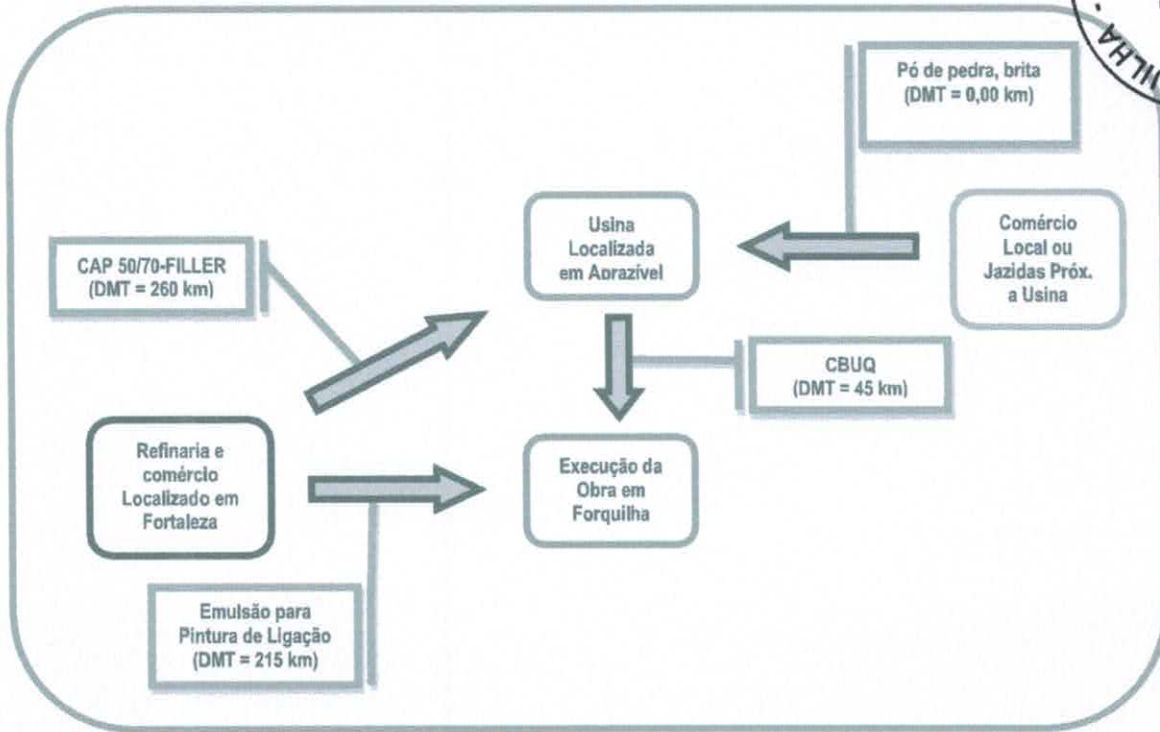 Pó de pedra, brita
(DMT = 0,00 km)
Usina
Localizada
em Aprazível
Comércio
Local ou
Jazidas Próx.
a Usina
CAP 50/70-FILLER
(DMT = 260 km)
CBUQ
(DMT = 45 km)
Refinaria e
comércio
Localizado em
Fortaleza
Execução da
Obra em
Forquilha
Emulsão para
Pintura de Ligação
(DMT = 215 km)